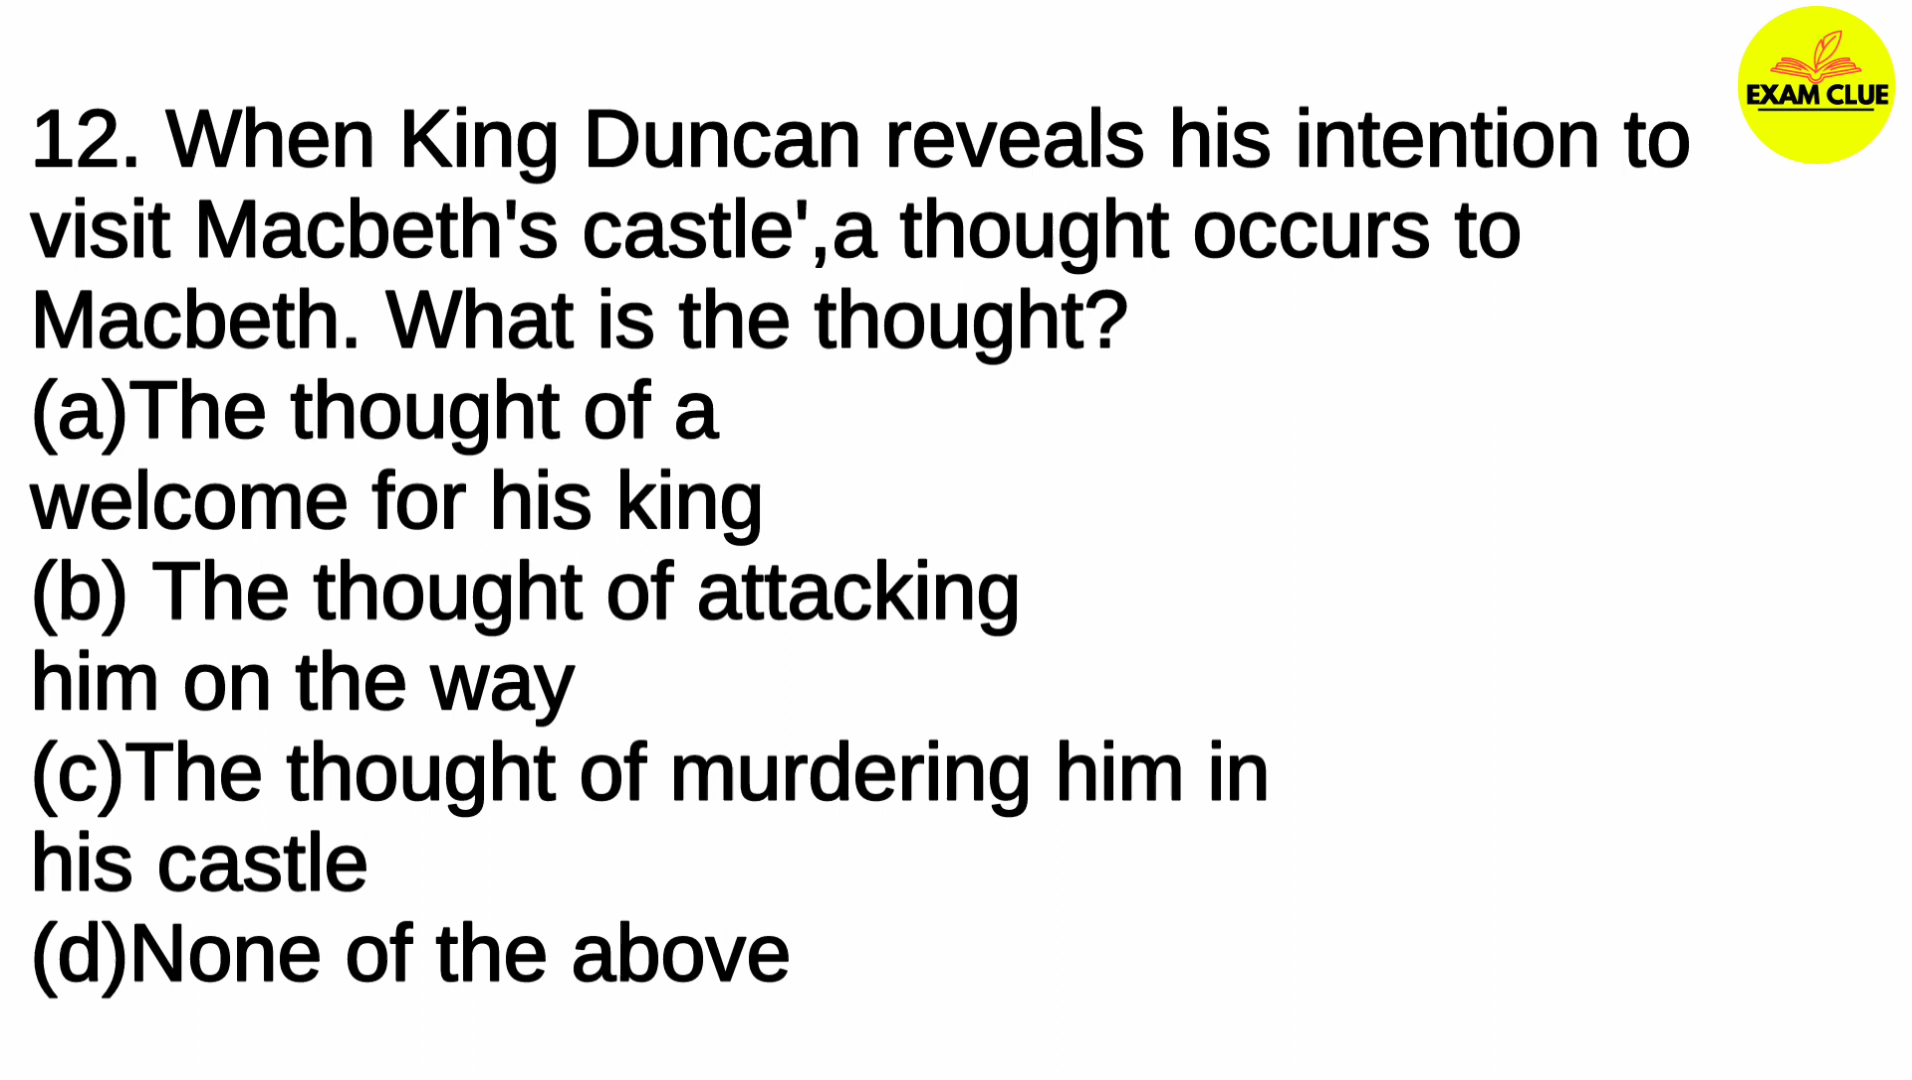 EXAM CLUE
12. When King Duncan reveals his intention to
visit Macbeth's castle',a thought occurs to
Macbeth. What is the thought?
(a)The thought of a
welcome for his king
(b) The thought of attacking
him on the way
(c)The thought of murdering him in
his castle
(d)None of the above